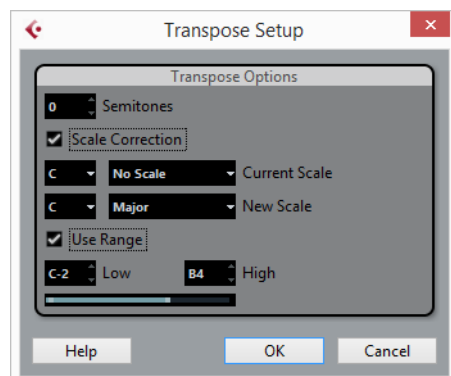 Transpose Setup
Transpose Options
0 Semitones
Scale Correction
C No Scale Current Scale
C Major New Scale
Use Range
C-2 Low B4 High
Help OK Cancel